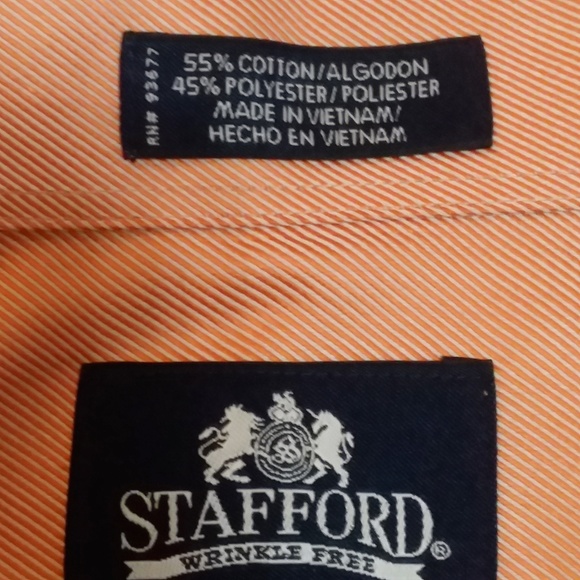 55% COTTON/ALGODON
45% POLYESTER/POLIESTER
MADE IN VIETNAM/
HECHO EN VIETNAM
RN# 93677
STAFFORD®
WRINKLE FREE